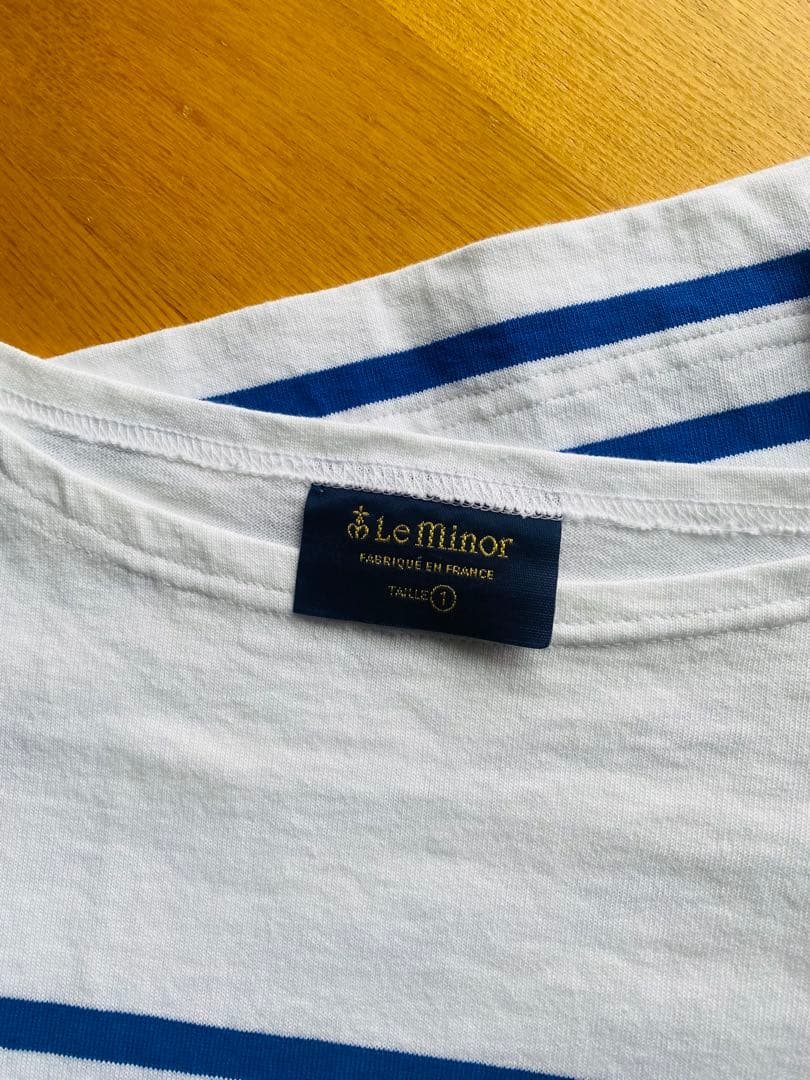 Le Minor
FABRIQUÉ EN FRANCE
TAILLE 1